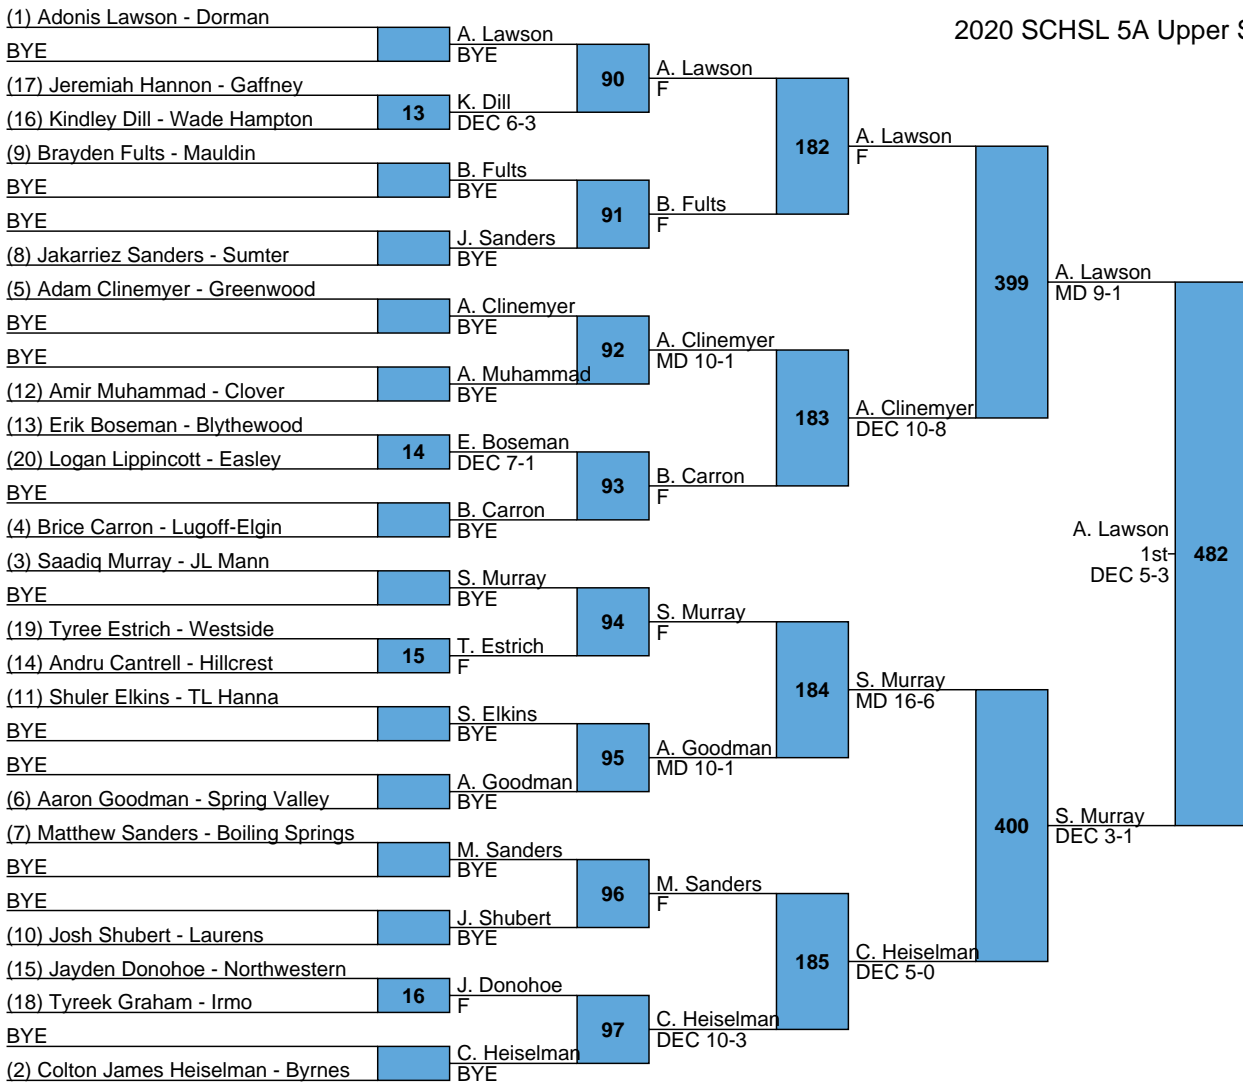 2020 SCHSL 5A Upper S
(1) Adonis Lawson - Dorman
BYE
(17) Jeremiah Hannon - Gaffney
(16) Kindley Dill - Wade Hampton
(9) Brayden Fults - Mauldin
BYE
BYE
(8) Jakarriez Sanders - Sumter
(5) Adam Clinemyer - Greenwood
BYE
BYE
(12) Amir Muhammad - Clover
(13) Erik Boseman - Blythewood
(20) Logan Lippincott - Easley
BYE
(4) Brice Carron - Lugoff-Elgin
(3) Saadiq Murray - JL Mann
BYE
(19) Tyree Estrich - Westside
(14) Andru Cantrell - Hillcrest
(11) Shuler Elkins - TL Hanna
BYE
BYE
(6) Aaron Goodman - Spring Valley
(7) Matthew Sanders - Boiling Springs
BYE
BYE
(10) Josh Shubert - Laurens
(15) Jayden Donohoe - Northwestern
(18) Tyreek Graham - Irmo
BYE
(2) Colton James Heiselman - Byrnes
13
14
15
16
A. Lawson
BYE
K. Dill
DEC 6-3
B. Fults
BYE
J. Sanders
BYE
A. Clinemyer
BYE
A. Muhammad
BYE
E. Boseman
DEC 7-1
B. Carron
BYE
S. Murray
BYE
T. Estrich
F
S. Elkins
BYE
A. Goodman
BYE
M. Sanders
BYE
J. Shubert
BYE
J. Donohoe
F
C. Heiselman
BYE
90
91
92
93
94
95
96
97
A. Lawson
F
B. Fults
F
A. Clinemyer
MD 10-1
B. Carron
F
S. Murray
F
A. Goodman
MD 10-1
M. Sanders
F
C. Heiselman
DEC 10-3
182
183
184
185
A. Lawson
F
A. Clinemyer
DEC 10-8
S. Murray
MD 16-6
C. Heiselman
DEC 5-0
399
400
A. Lawson
MD 9-1
S. Murray
DEC 3-1
A. Lawson
1st
DEC 5-3
482